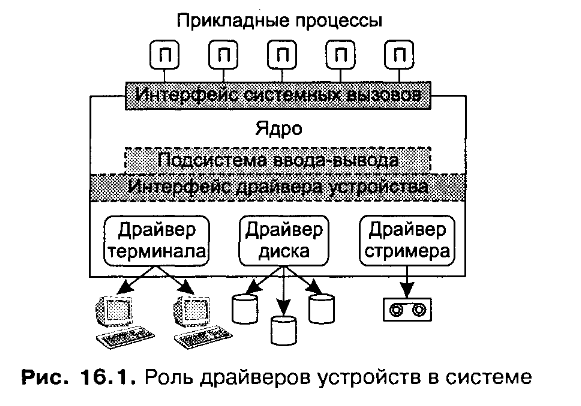 Прикладные процессы
П П П П П
Интерфейс системных вызовов
Ядро
Подсистема ввода-вывода
Интерфейс драйвера устройства
Драйвер терминала
Драйвер диска
Драйвер стримера
Рис. 16.1. Роль драйверов устройств в системе